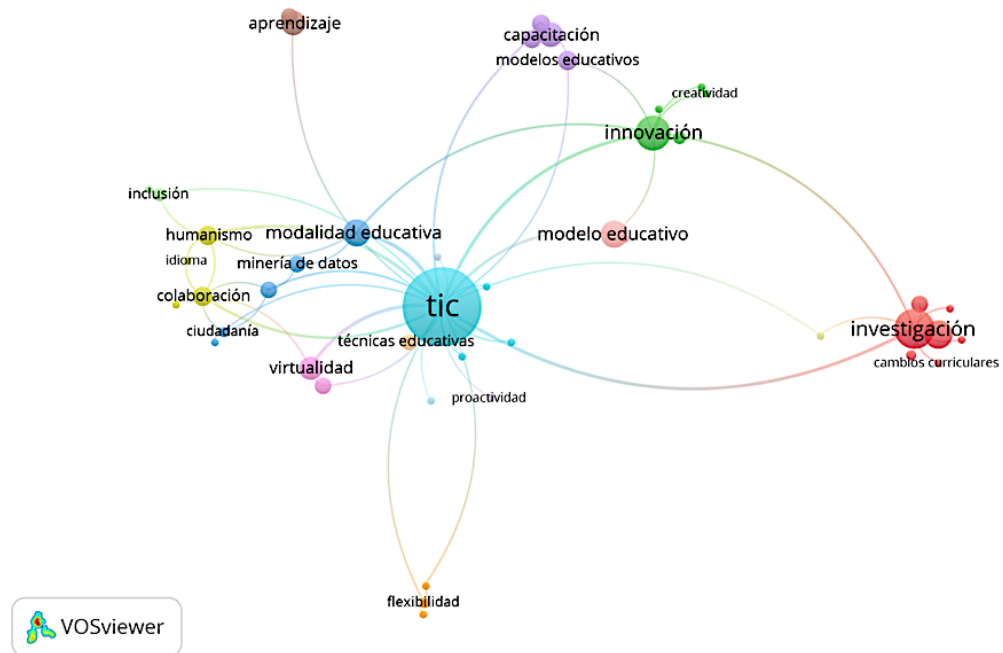 aprendizaje
capacitación
modelos educativos
creatividad
innovación
inclusión
humanismo
modalidad educativa
modelo educativo
idioma
minería de datos
colaboración
tic
ciudadanía
técnicas educativas
investigación
virtualidad
cambios curriculares
proactividad
flexibilidad
VOSviewer